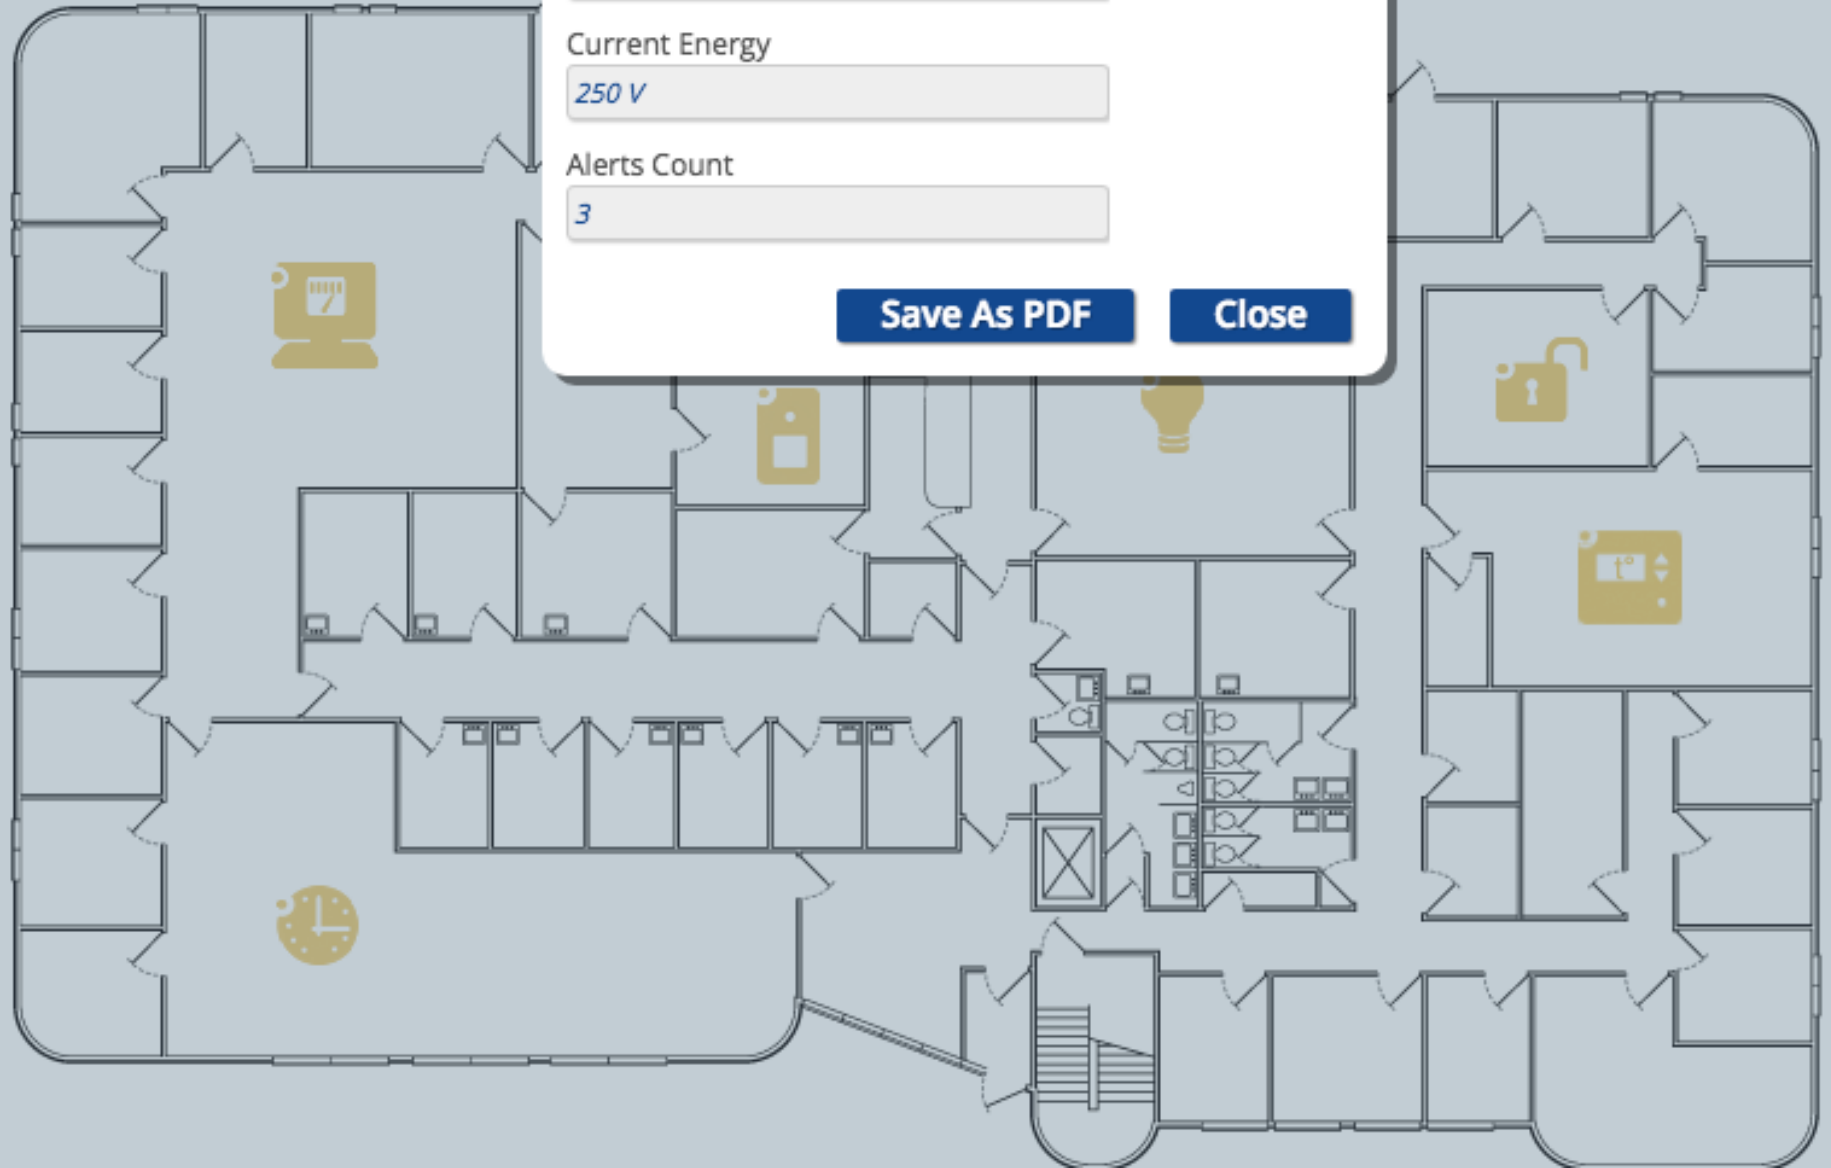 Current Energy
250 V
Alerts Count
3
Save As PDF
Close
t°